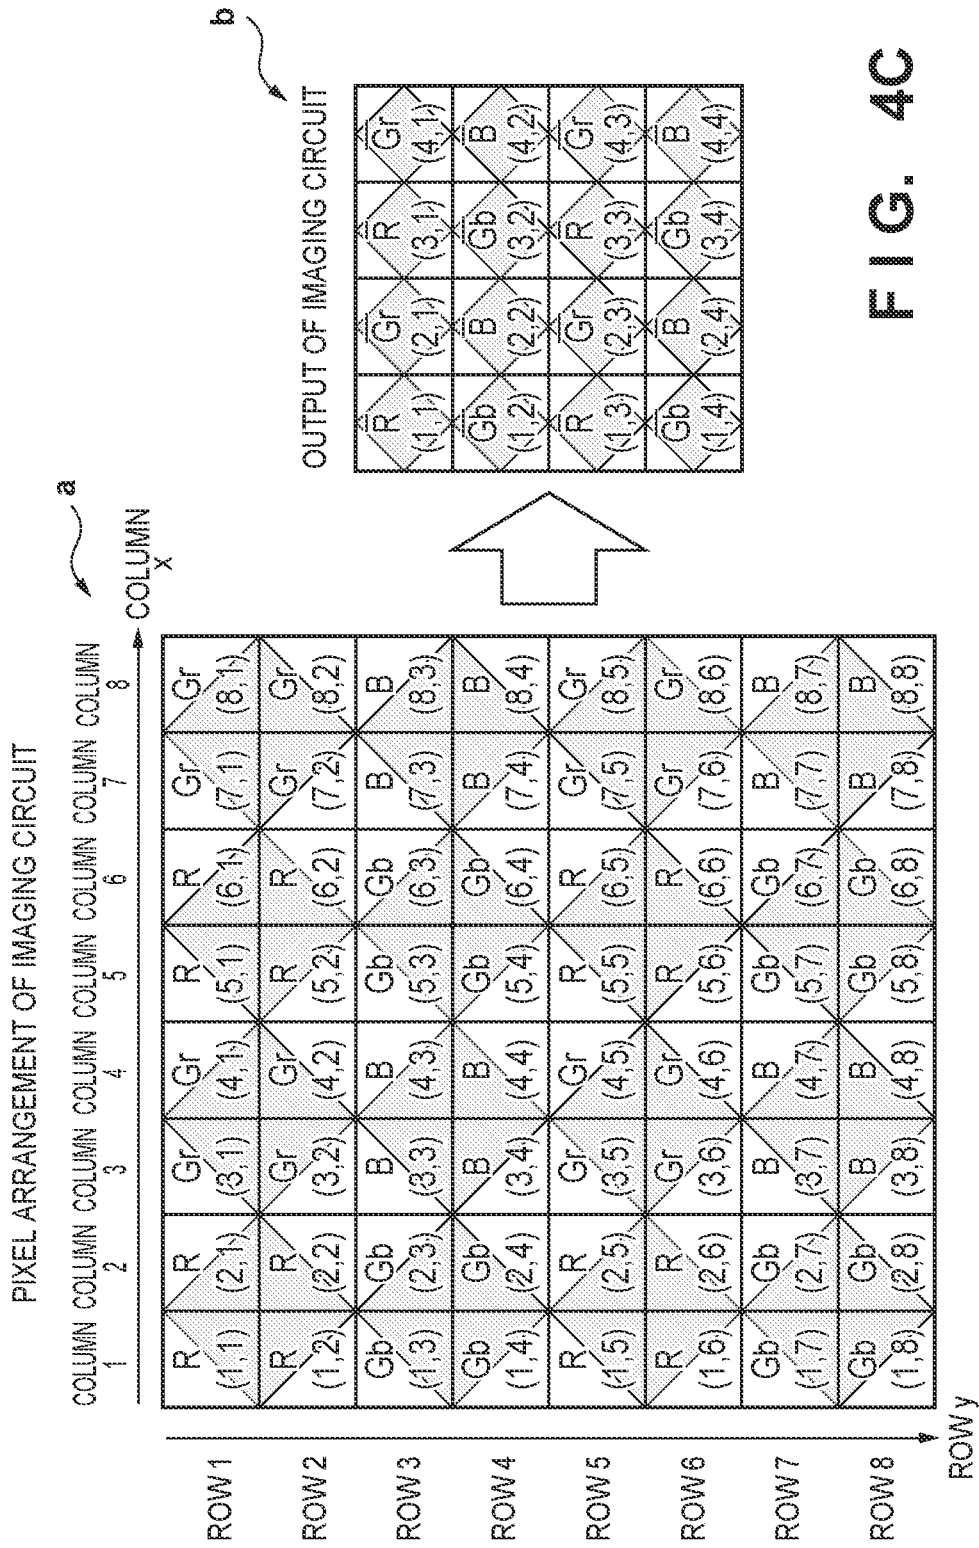 PIXEL ARRANGEMENT OF IMAGING CIRCUIT
a
COLUMN 1 COLUMN 2 COLUMN 3 COLUMN 4 COLUMN 5 COLUMN 6 COLUMN 7 COLUMN 8
COLUMN x
ROW 1 R (1,1) R (2,1) Gr (3,1) Gr (4,1) R (5,1) R (6,1) Gr (7,1) Gr (8,1)
ROW 2 R (1,2) R (2,2) Gr (3,2) Gr (4,2) R (5,2) R (6,2) Gr (7,2) Gr (8,2)
ROW 3 Gb (1,3) Gb (2,3) B (3,3) B (4,3) Gb (5,3) Gb (6,3) B (7,3) B (8,3)
ROW 4 Gb (1,4) Gb (2,4) B (3,4) B (4,4) Gb (5,4) Gb (6,4) B (7,4) B (8,4)
ROW 5 R (1,5) R (2,5) Gr (3,5) Gr (4,5) R (5,5) R (6,5) Gr (7,5) Gr (8,5)
ROW 6 R (1,6) R (2,6) Gr (3,6) Gr (4,6) R (5,6) R (6,6) Gr (7,6) Gr (8,6)
ROW 7 Gb (1,7) Gb (2,7) B (3,7) B (4,7) Gb (5,7) Gb (6,7) B (7,7) B (8,7)
ROW 8 Gb (1,8) Gb (2,8) B (3,8) B (4,8) Gb (5,8) Gb (6,8) B (7,8) B (8,8)
ROW y
OUTPUT OF IMAGING CIRCUIT
b
R̅ (1,1) G̅r̅ (2,1) R̅ (3,1) G̅r̅ (4,1)
G̅b̅ (1,2) B̅ (2,2) G̅b̅ (3,2) B̅ (4,2)
R̅ (1,3) G̅r̅ (2,3) R̅ (3,3) G̅r̅ (4,3)
G̅b̅ (1,4) B̅ (2,4) G̅b̅ (3,4) B̅ (4,4)
FIG. 4C